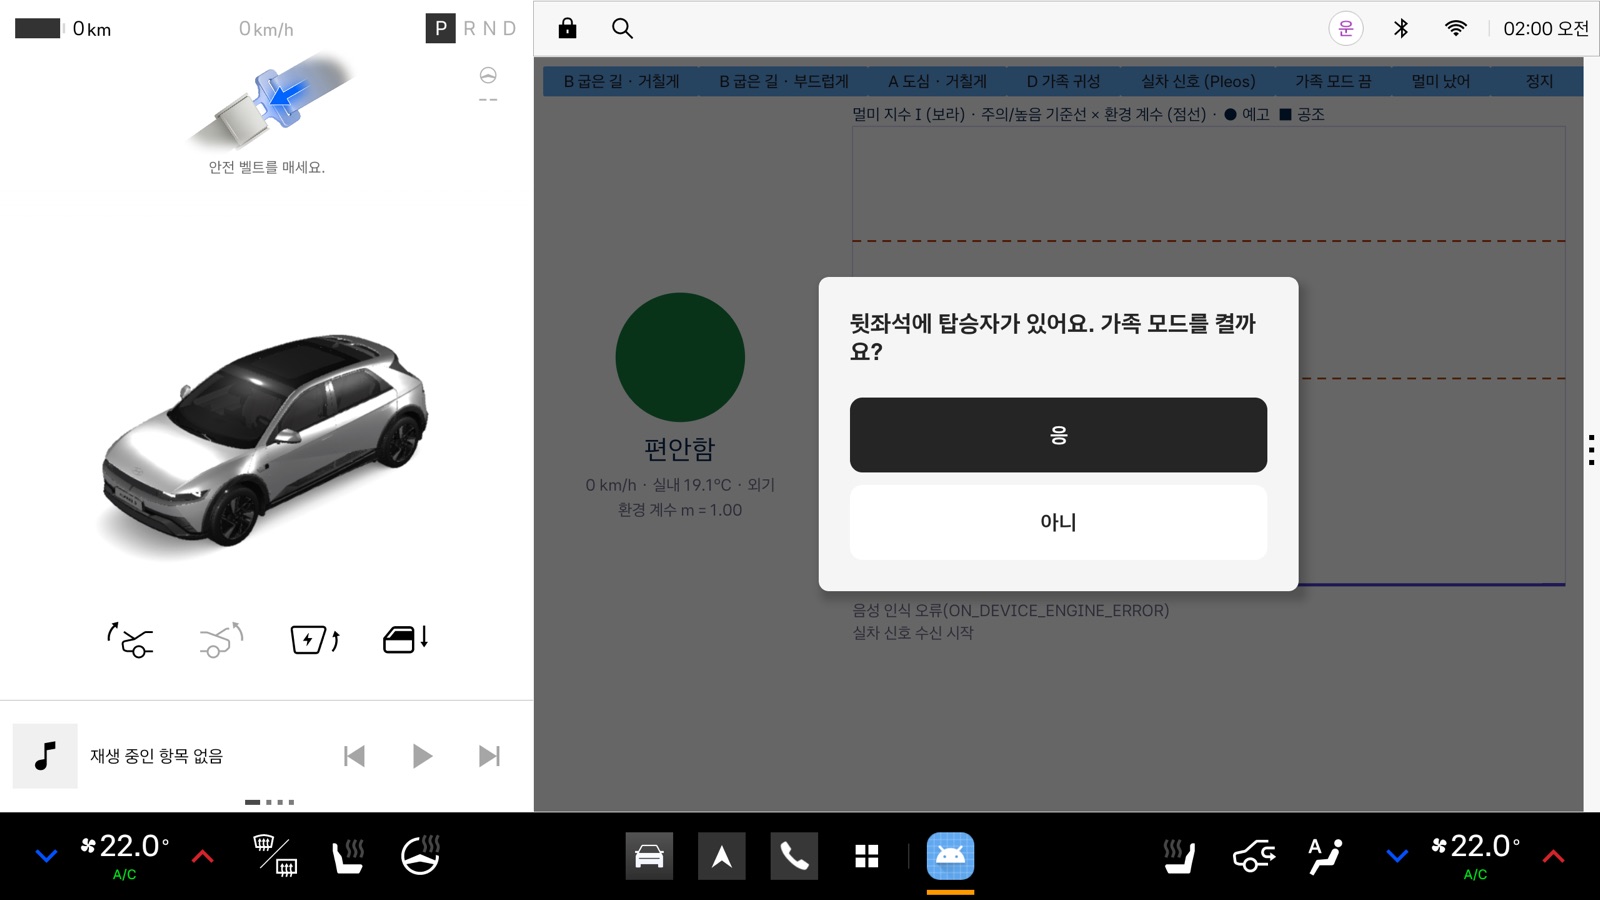 0 km
0 km/h
P R N D
--
안전 벨트를 매세요.
재생 중인 항목 없음
운
02:00 오전
B 굽은 길 · 거칠게
B 굽은 길 · 부드럽게
A 도심 · 거칠게
D 가족 귀성
실차 신호 (Pleos)
가족 모드 끔
멀미 났어
정지
멀미 지수 I (보라) · 주의/높음 기준선 × 환경 계수 (점선) · ● 예고 ■ 공조
편안함
0 km/h · 실내 19.1°C · 외기
환경 계수 m = 1.00
뒷좌석에 탑승자가 있어요. 가족 모드를 켤까
요?
응
아니
음성 인식 오류(ON_DEVICE_ENGINE_ERROR)
실차 신호 수신 시작
22.0°
A/C
A
22.0°
A/C